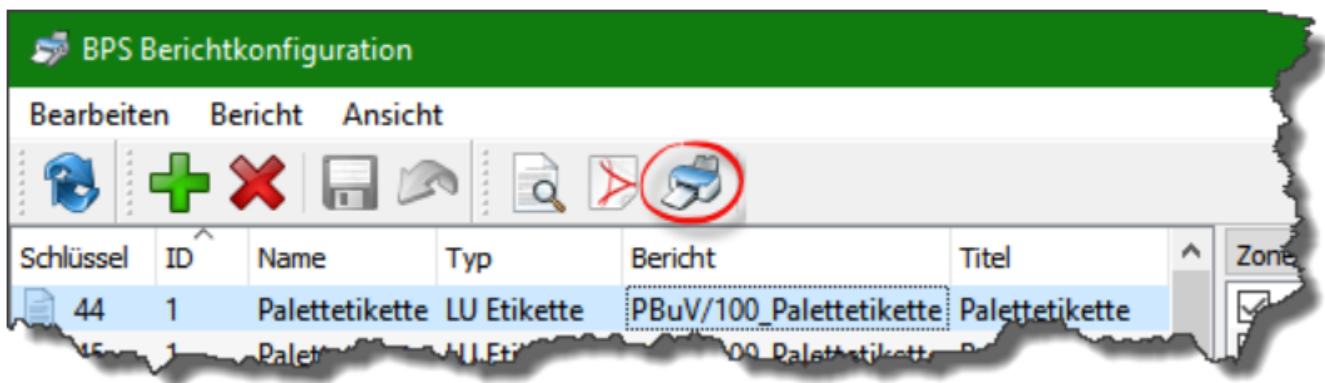 BPS Berichtkonfiguration
Bearbeiten Bericht Ansicht
Schlüssel ID Name Typ Bericht Titel Zone
44 1 Palettetikette LU Etikette PBuV/100_Palettetikette Palettetikette